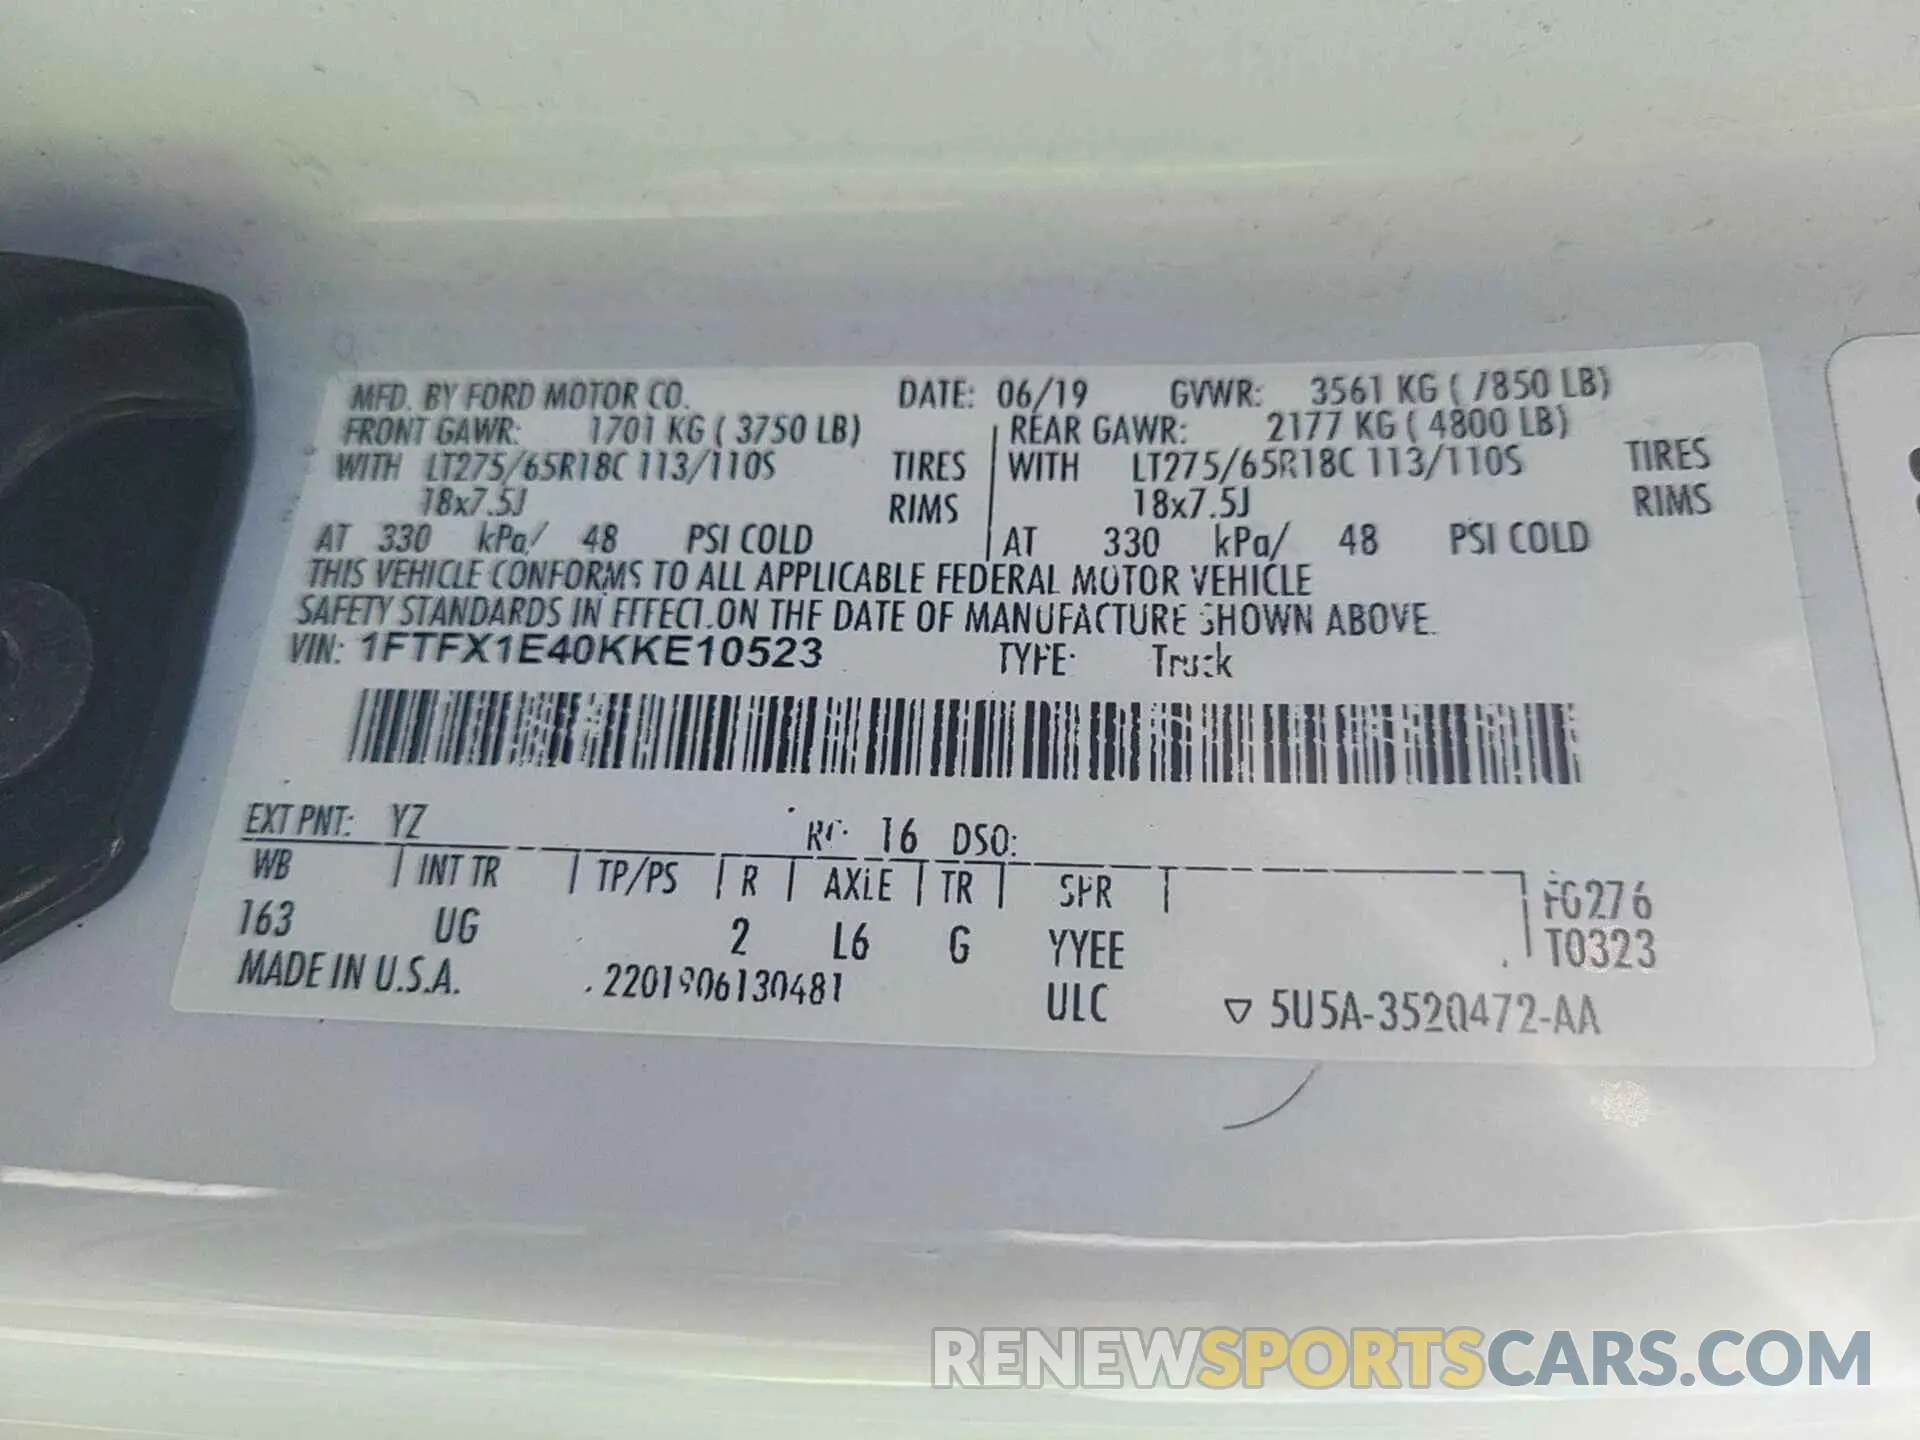 MFD. BY FORD MOTOR CO. DATE: 06/19 GVWR: 3561 KG ( 7850 LB)
FRONT GAWR: 1701 KG ( 3750 LB) REAR GAWR: 2177 KG ( 4800 LB)
WITH LT275/65R18C 113/110S TIRES WITH LT275/65R18C 113/110S TIRES
18x7.5J RIMS 18x7.5J RIMS
AT 330 kPa/ 48 PSI COLD AT 330 kPa/ 48 PSI COLD
THIS VEHICLE CONFORMS TO ALL APPLICABLE FEDERAL MOTOR VEHICLE
SAFETY STANDARDS IN EFFECT ON THE DATE OF MANUFACTURE SHOWN ABOVE.
VIN: 1FTFX1E40KKE10523 TYPE: Truck
EXT PNT: YZ RC: 16 DSO:
WB INT TR TP/PS R AXLE TR SPR
163 UG 2 L6 G YYEE
FG276
T0323
MADE IN U.S.A. .2201906130481 ULC ▽ 5U5A-3520472-AA
RENEWSPORTSCARS.COM